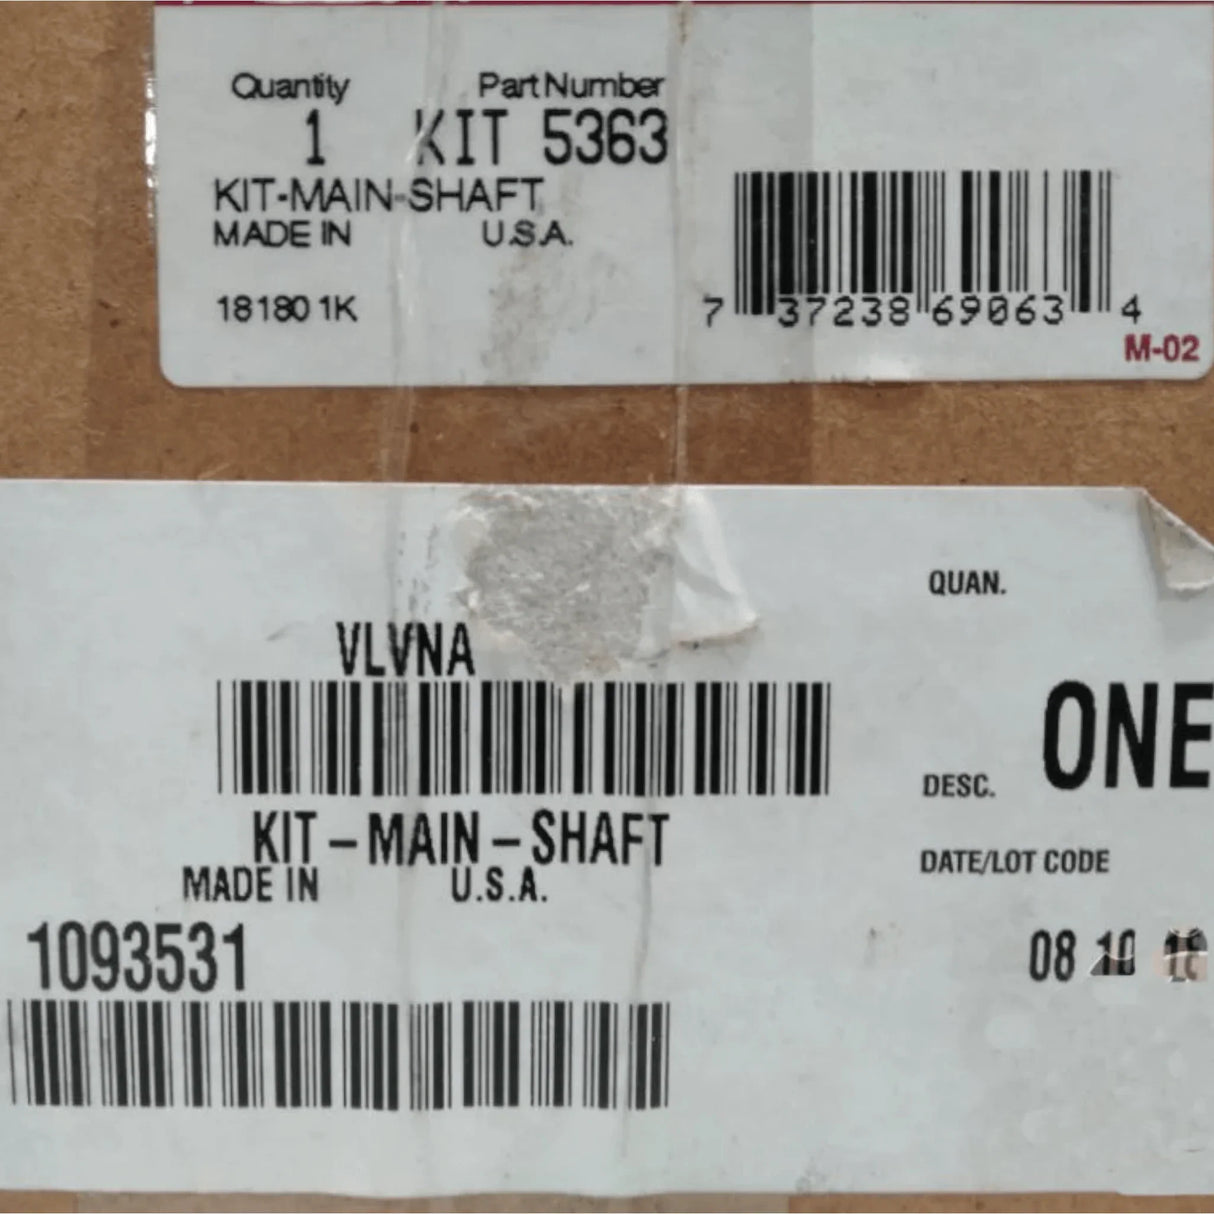 Quantity Part Number
1 KIT 5363
KIT-MAIN-SHAFT
MADE IN U.S.A.
18180 1K
7 37238 69063 4
M-02
QUAN.
VLVNA
ONE
DESC.
KIT – MAIN – SHAFT
MADE IN U.S.A.
DATE/LOT CODE
1093531
08 10